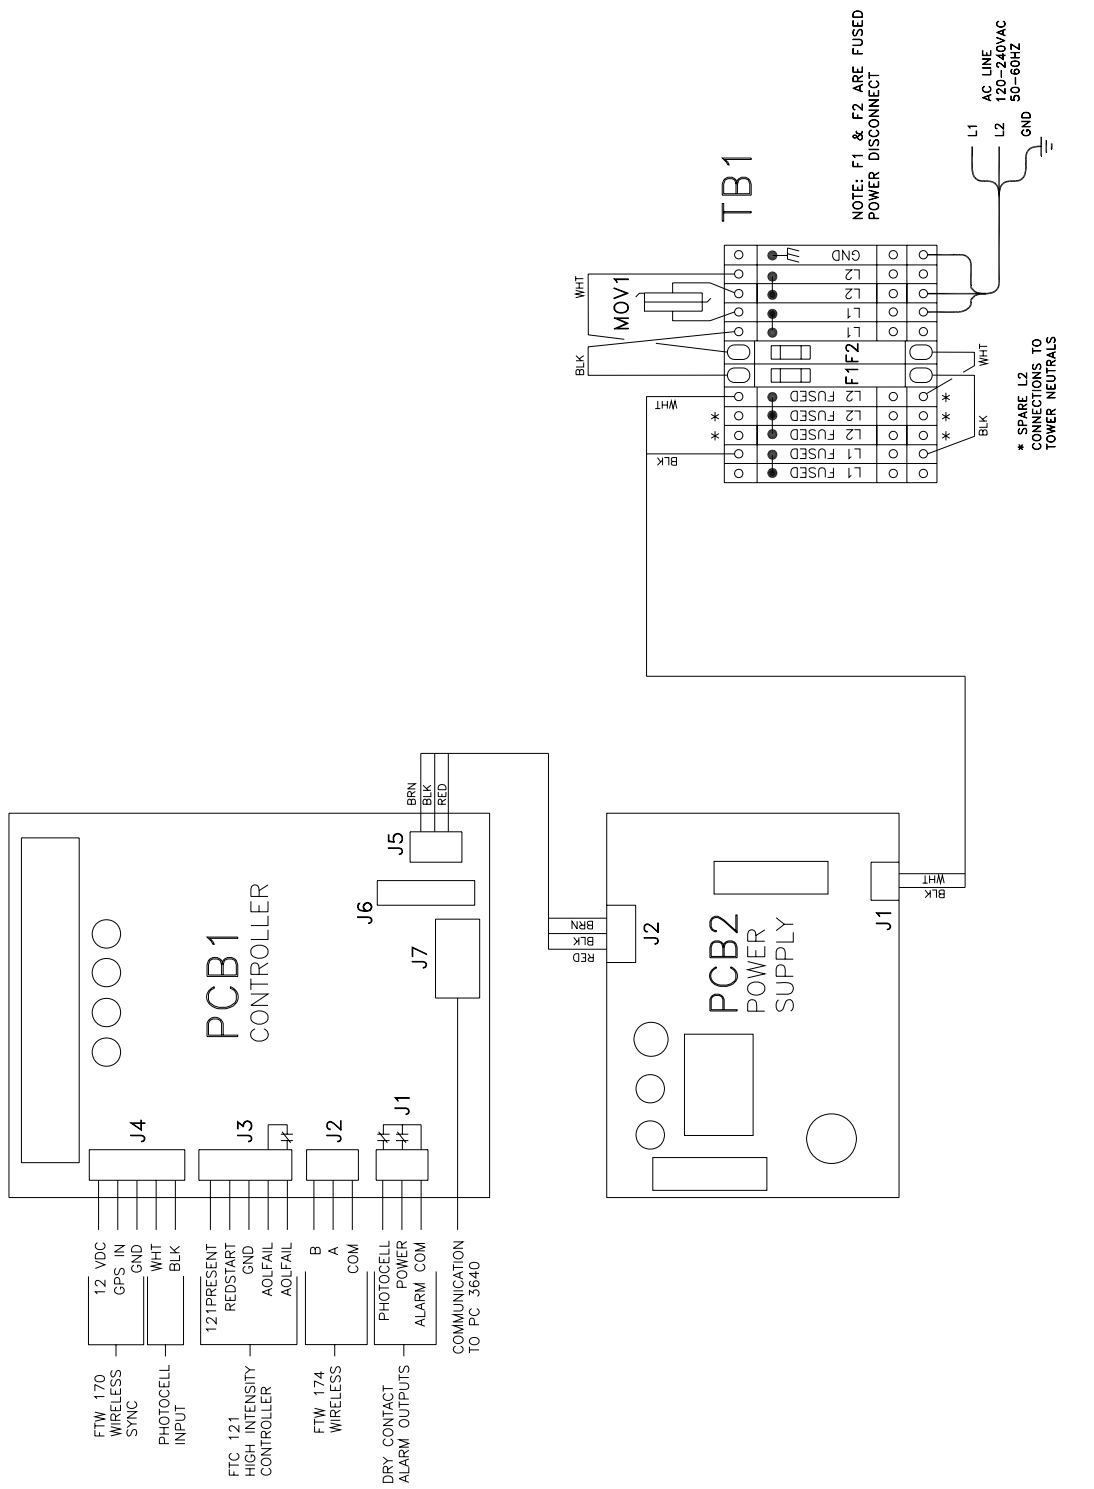 FTW 170
WIRELESS
SYNC
12 VDC
GPS IN
GND
PHOTOCELL
INPUT
WHT
BLK
J4
FTC 121
HIGH INTENSITY
CONTROLLER
121PRESENT
REDSTART
GND
AOLFAIL
AOLFAIL
J3
FTW 174
WIRELESS
B
A
COM
J2
DRY CONTACT
ALARM OUTPUTS
PHOTOCELL
POWER
ALARM COM
J1
COMMUNICATION
TO PC 3640
PCB1
CONTROLLER
J7
J6
J5
BRN
BLK
RED
PCB2
POWER
SUPPLY
J2
RED
BLK
BRN
J1
BLK
WHT
TB1
MOV1
WHT
BLK
WHT
BLK
GND
L2
L2
L1
L1
F1F2
L2 FUSED
L2 FUSED
L2 FUSED
L1 FUSED
L1 FUSED
*
*
*
*
*
WHT
BLK
NOTE: F1 & F2 ARE FUSED
POWER DISCONNECT
L1
L2
GND
AC LINE
120-240VAC
50-60HZ
* SPARE L2
CONNECTIONS TO
TOWER NEUTRALS